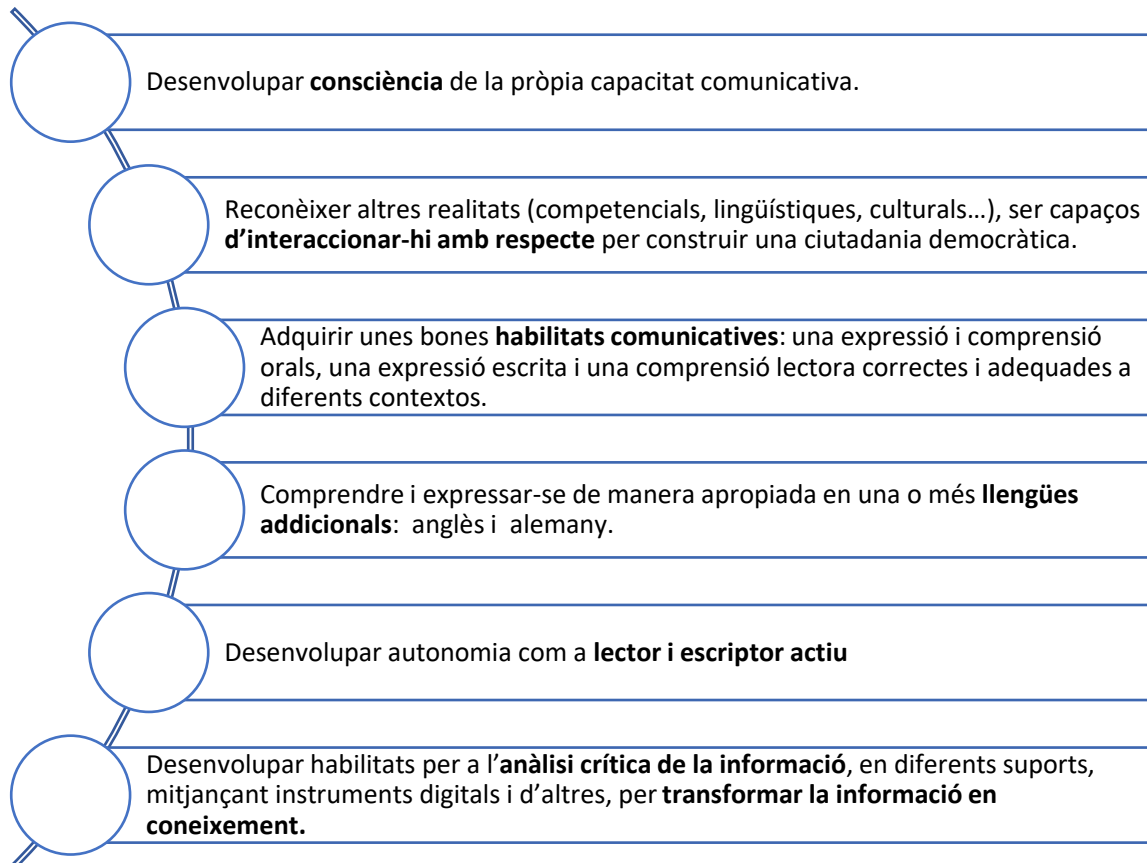 Desenvolupar consciència de la pròpia capacitat comunicativa.
Reconèixer altres realitats (competencials, lingüístiques, culturals…), ser capaços
d’interaccionar-hi amb respecte per construir una ciutadania democràtica.
Adquirir unes bones habilitats comunicatives: una expressió i comprensió
orals, una expressió escrita i una comprensió lectora correctes i adequades a
diferents contextos.
Comprendre i expressar-se de manera apropiada en una o més llengües
addicionals: anglès i alemany.
Desenvolupar autonomia com a lector i escriptor actiu
Desenvolupar habilitats per a l’anàlisi crítica de la informació, en diferents suports,
mitjançant instruments digitals i d’altres, per transformar la informació en
coneixement.